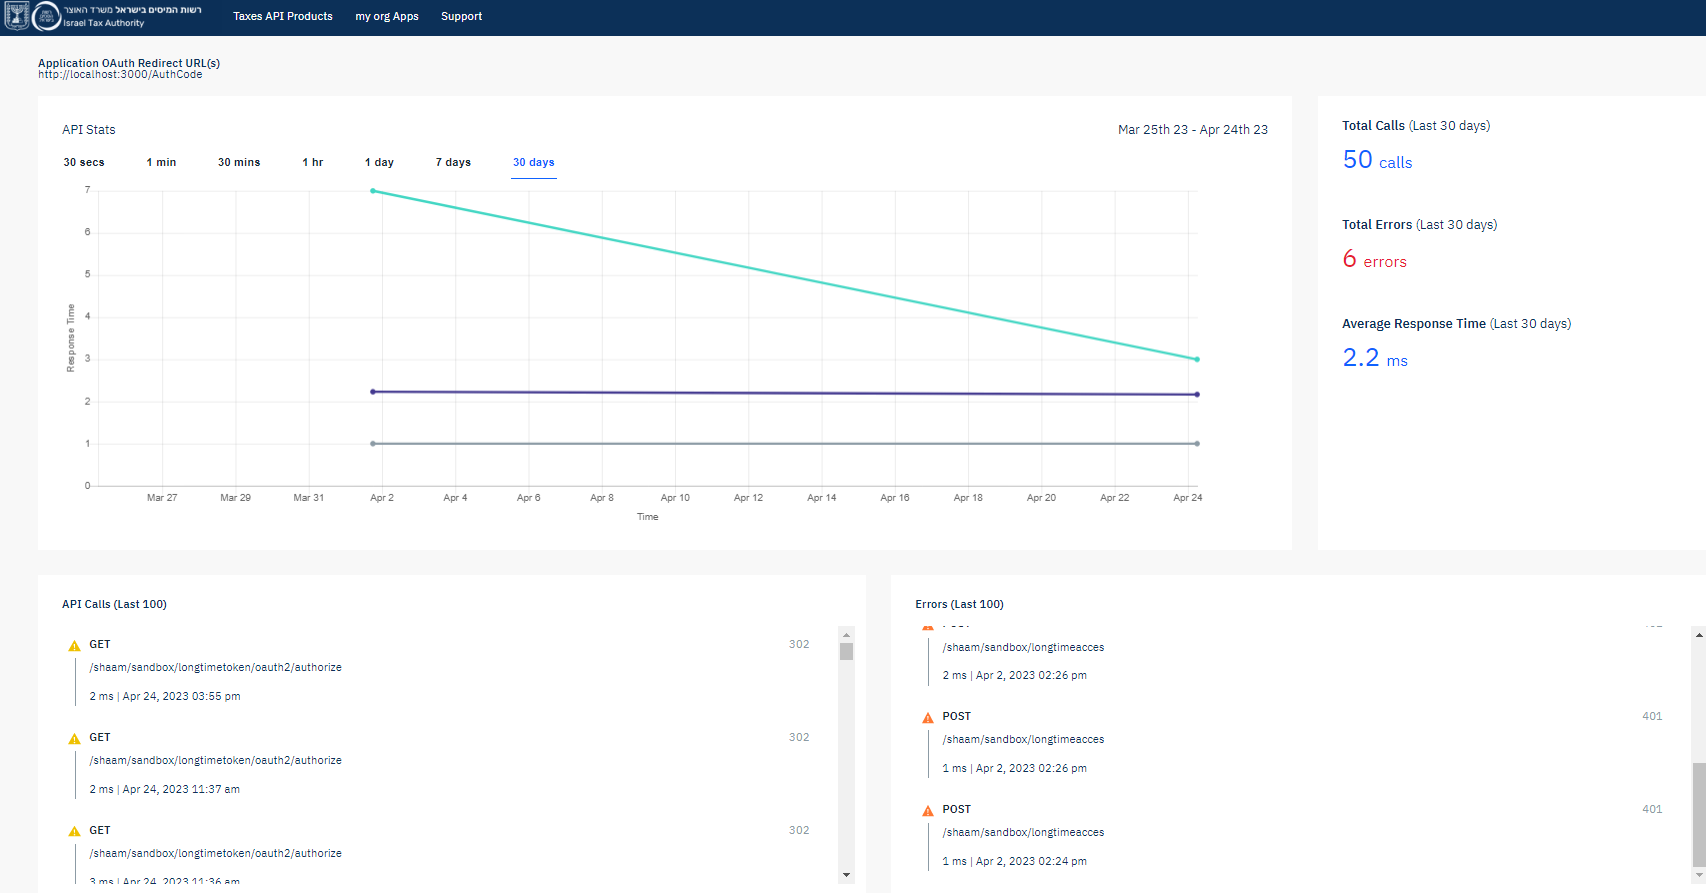 רשות המיסים בישראל משרד האוצר
Israel Tax Authority
Taxes API Products
my org Apps
Support
Application OAuth Redirect URL(s)
http://localhost:3000/AuthCode
API Stats
Mar 25th 23 - Apr 24th 23
30 secs
1 min
30 mins
1 hr
1 day
7 days
30 days
7
6
5
4
3
2
1
0
Response Time
Mar 27
Mar 29
Mar 31
Apr 2
Apr 4
Apr 6
Apr 8
Apr 10
Apr 12
Apr 14
Apr 16
Apr 18
Apr 20
Apr 22
Apr 24
Time
Total Calls (Last 30 days)
50 calls
Total Errors (Last 30 days)
6 errors
Average Response Time (Last 30 days)
2.2 ms
API Calls (Last 100)
GET 302
/shaam/sandbox/longtimetoken/oauth2/authorize
2 ms | Apr 24, 2023 03:55 pm
GET 302
/shaam/sandbox/longtimetoken/oauth2/authorize
2 ms | Apr 24, 2023 11:37 am
GET 302
/shaam/sandbox/longtimetoken/oauth2/authorize
3 ms | Apr 24, 2023 11:36 am
Errors (Last 100)
/shaam/sandbox/longtimeacces
2 ms | Apr 2, 2023 02:26 pm
POST 401
/shaam/sandbox/longtimeacces
1 ms | Apr 2, 2023 02:26 pm
POST 401
/shaam/sandbox/longtimeacces
1 ms | Apr 2, 2023 02:24 pm